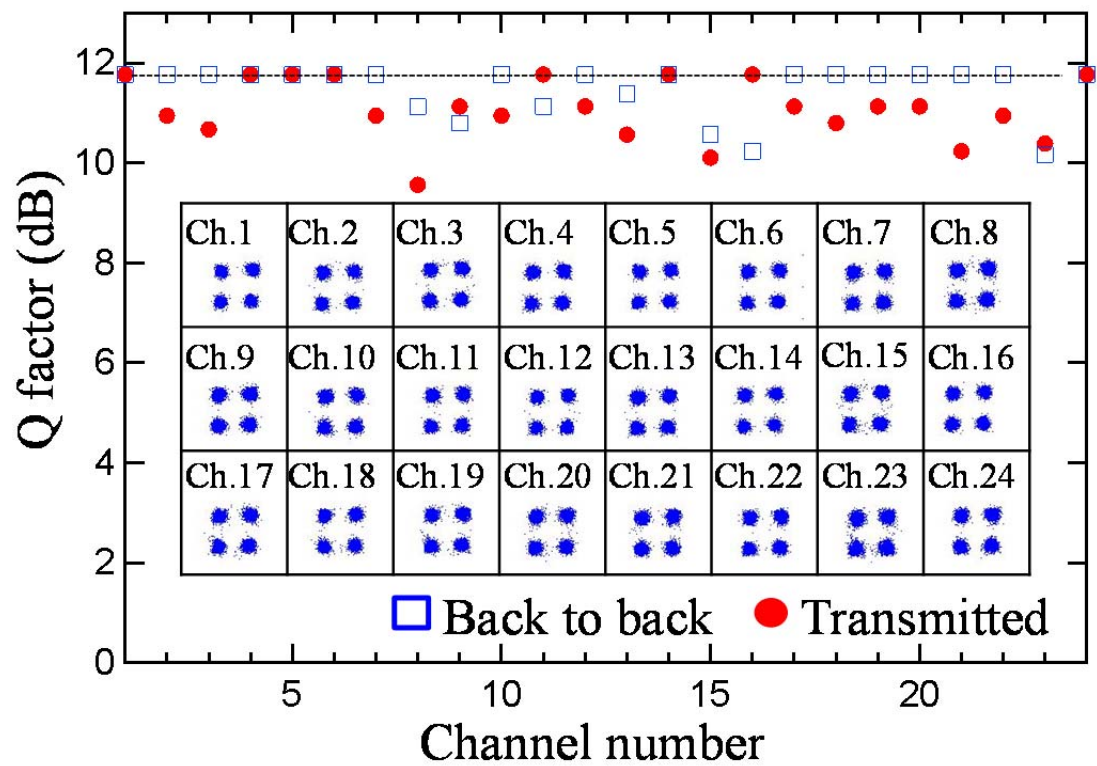 12
10
8
6
4
2
0
Q factor (dB)
Ch.1 Ch.2 Ch.3 Ch.4 Ch.5 Ch.6 Ch.7 Ch.8
Ch.9 Ch.10 Ch.11 Ch.12 Ch.13 Ch.14 Ch.15 Ch.16
Ch.17 Ch.18 Ch.19 Ch.20 Ch.21 Ch.22 Ch.23 Ch.24
Back to back Transmitted
5 10 15 20
Channel number